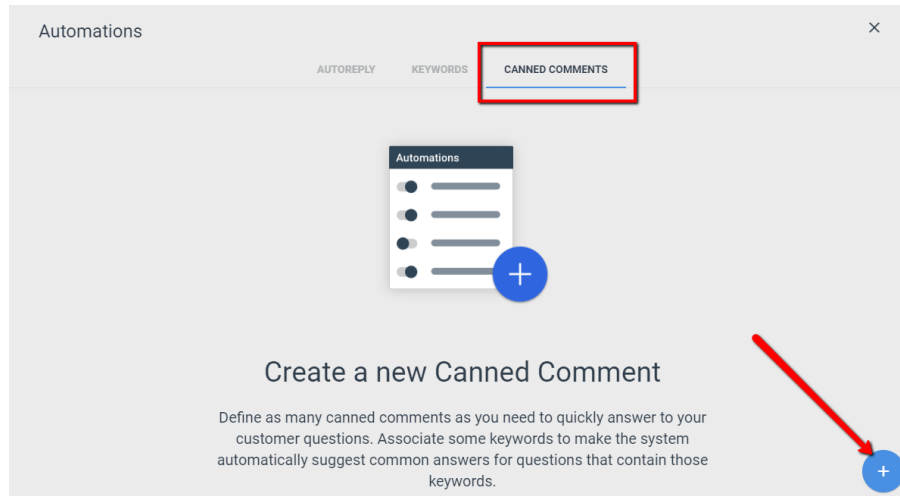 Automations
AUTOREPLY KEYWORDS CANNED COMMENTS
Automations
Create a new Canned Comment
Define as many canned comments as you need to quickly answer to your
customer questions. Associate some keywords to make the system
automatically suggest common answers for questions that contain those
keywords.